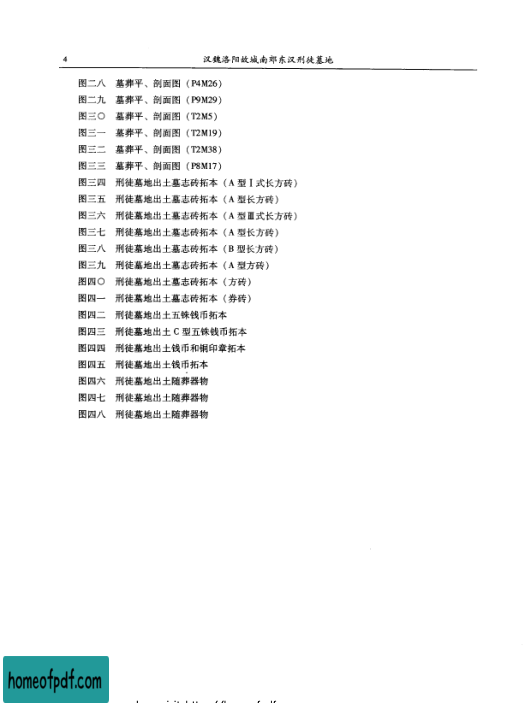 4
汉魏洛阳故城南郊东汉刑徒墓地
图二八 墓葬平、剖面图（P4M26）
图二九 墓葬平、剖面图（P9M29）
图三〇 墓葬平、剖面图（T2M5）
图三一 墓葬平、剖面图（T2M19）
图三二 墓葬平、剖面图（T2M38）
图三三 墓葬平、剖面图（P8M17）
图三四 刑徒墓地出土墓志砖拓本（A 型Ⅰ式长方砖）
图三五 刑徒墓地出土墓志砖拓本（A 型长方砖）
图三六 刑徒墓地出土墓志砖拓本（A 型Ⅲ式长方砖）
图三七 刑徒墓地出土墓志砖拓本（A 型长方砖）
图三八 刑徒墓地出土墓志砖拓本（B 型长方砖）
图三九 刑徒墓地出土墓志砖拓本（A 型方砖）
图四〇 刑徒墓地出土墓志砖拓本（方砖）
图四一 刑徒墓地出土墓志砖拓本（券砖）
图四二 刑徒墓地出土五铢钱币拓本
图四三 刑徒墓地出土 C 型五铢钱币拓本
图四四 刑徒墓地出土钱币和铜印章拓本
图四五 刑徒墓地出土钱币拓本
图四六 刑徒墓地出土随葬器物
图四七 刑徒墓地出土随葬器物
图四八 刑徒墓地出土随葬器物
homeofpdf.com